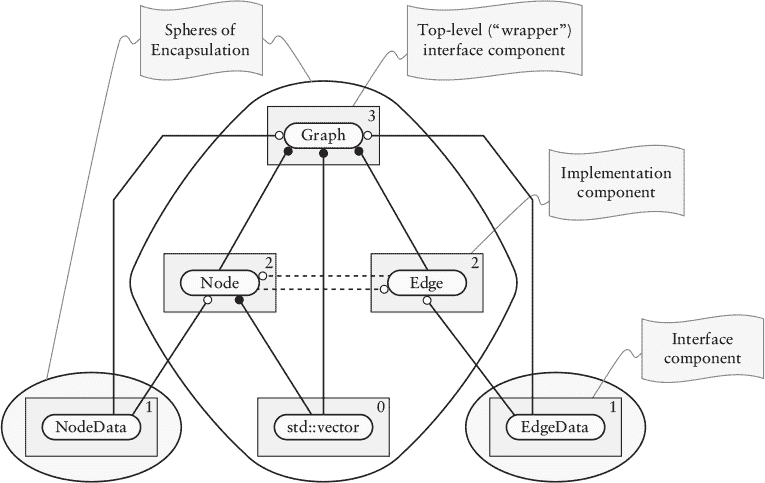 Spheres of
Encapsulation
Top-level (“wrapper”)
interface component
3
Graph
Implementation
component
2
Node
2
Edge
Interface
component
1
NodeData
0
std::vector
1
EdgeData